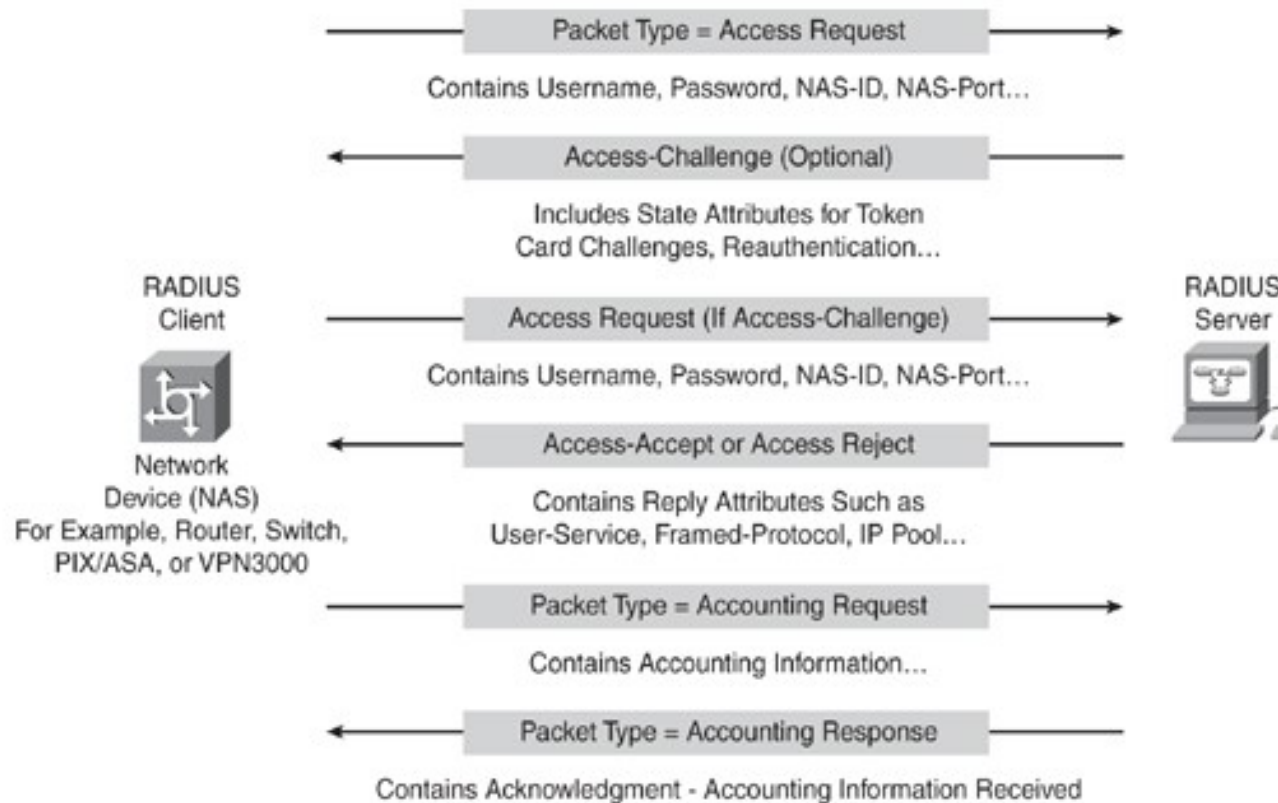 Packet Type = Access Request
Contains Username, Password, NAS-ID, NAS-Port…
Access-Challenge (Optional)
Includes State Attributes for Token
Card Challenges, Reauthentication…
RADIUS
Client
Access Request (If Access-Challenge)
RADIUS
Server
Contains Username, Password, NAS-ID, NAS-Port…
Access-Accept or Access Reject
Network
Device (NAS)
For Example, Router, Switch,
PIX/ASA, or VPN3000
Contains Reply Attributes Such as
User-Service, Framed-Protocol, IP Pool…
Packet Type = Accounting Request
Contains Accounting Information…
Packet Type = Accounting Response
Contains Acknowledgment - Accounting Information Received